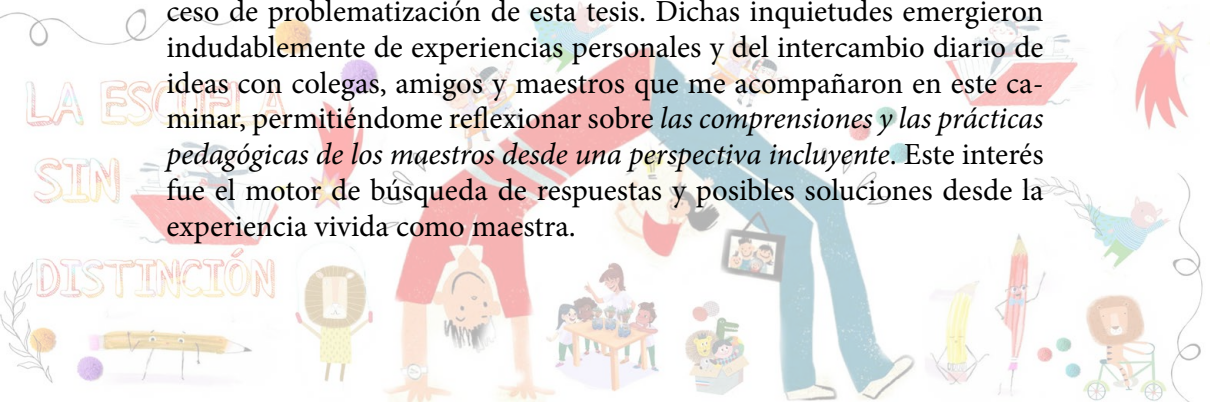 ceso de problematización de esta tesis. Dichas inquietudes emergieron
indudablemente de experiencias personales y del intercambio diario de
ideas con colegas, amigos y maestros que me acompañaron en este ca-
minar, permitiéndome reflexionar sobre las comprensiones y las prácticas
pedagógicas de los maestros desde una perspectiva incluyente. Este interés
fue el motor de búsqueda de respuestas y posibles soluciones desde la
experiencia vivida como maestra.
LA ESCUELA
SIN
DISTINCIÓN